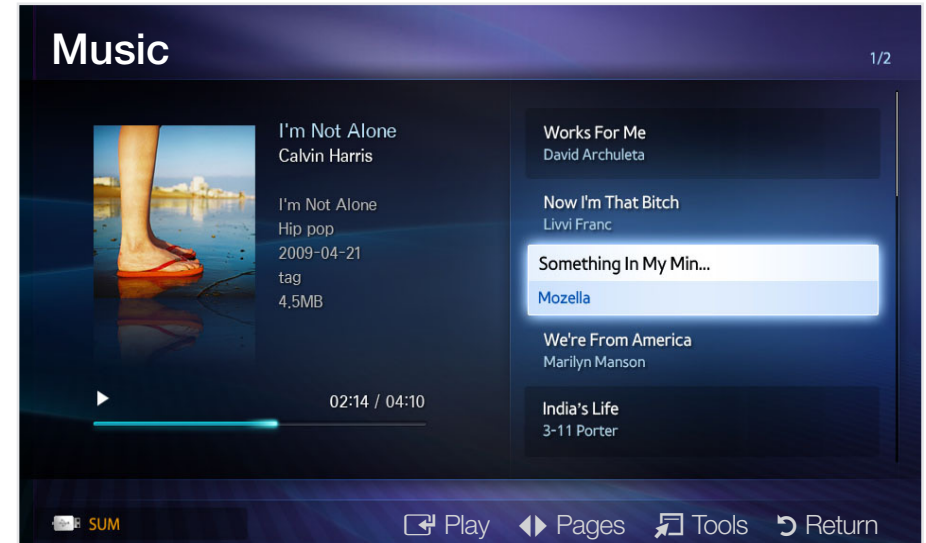 Music
1/2
I'm Not Alone
Calvin Harris
I'm Not Alone
Hip pop
2009-04-21
tag
4,5MB
02:14 / 04:10
Works For Me
David Archuleta
Now I'm That Bitch
Livvi Franc
Something In My Min...
Mozella
We're From America
Marilyn Manson
India's Life
3-11 Porter
SUM
Play Pages Tools Return